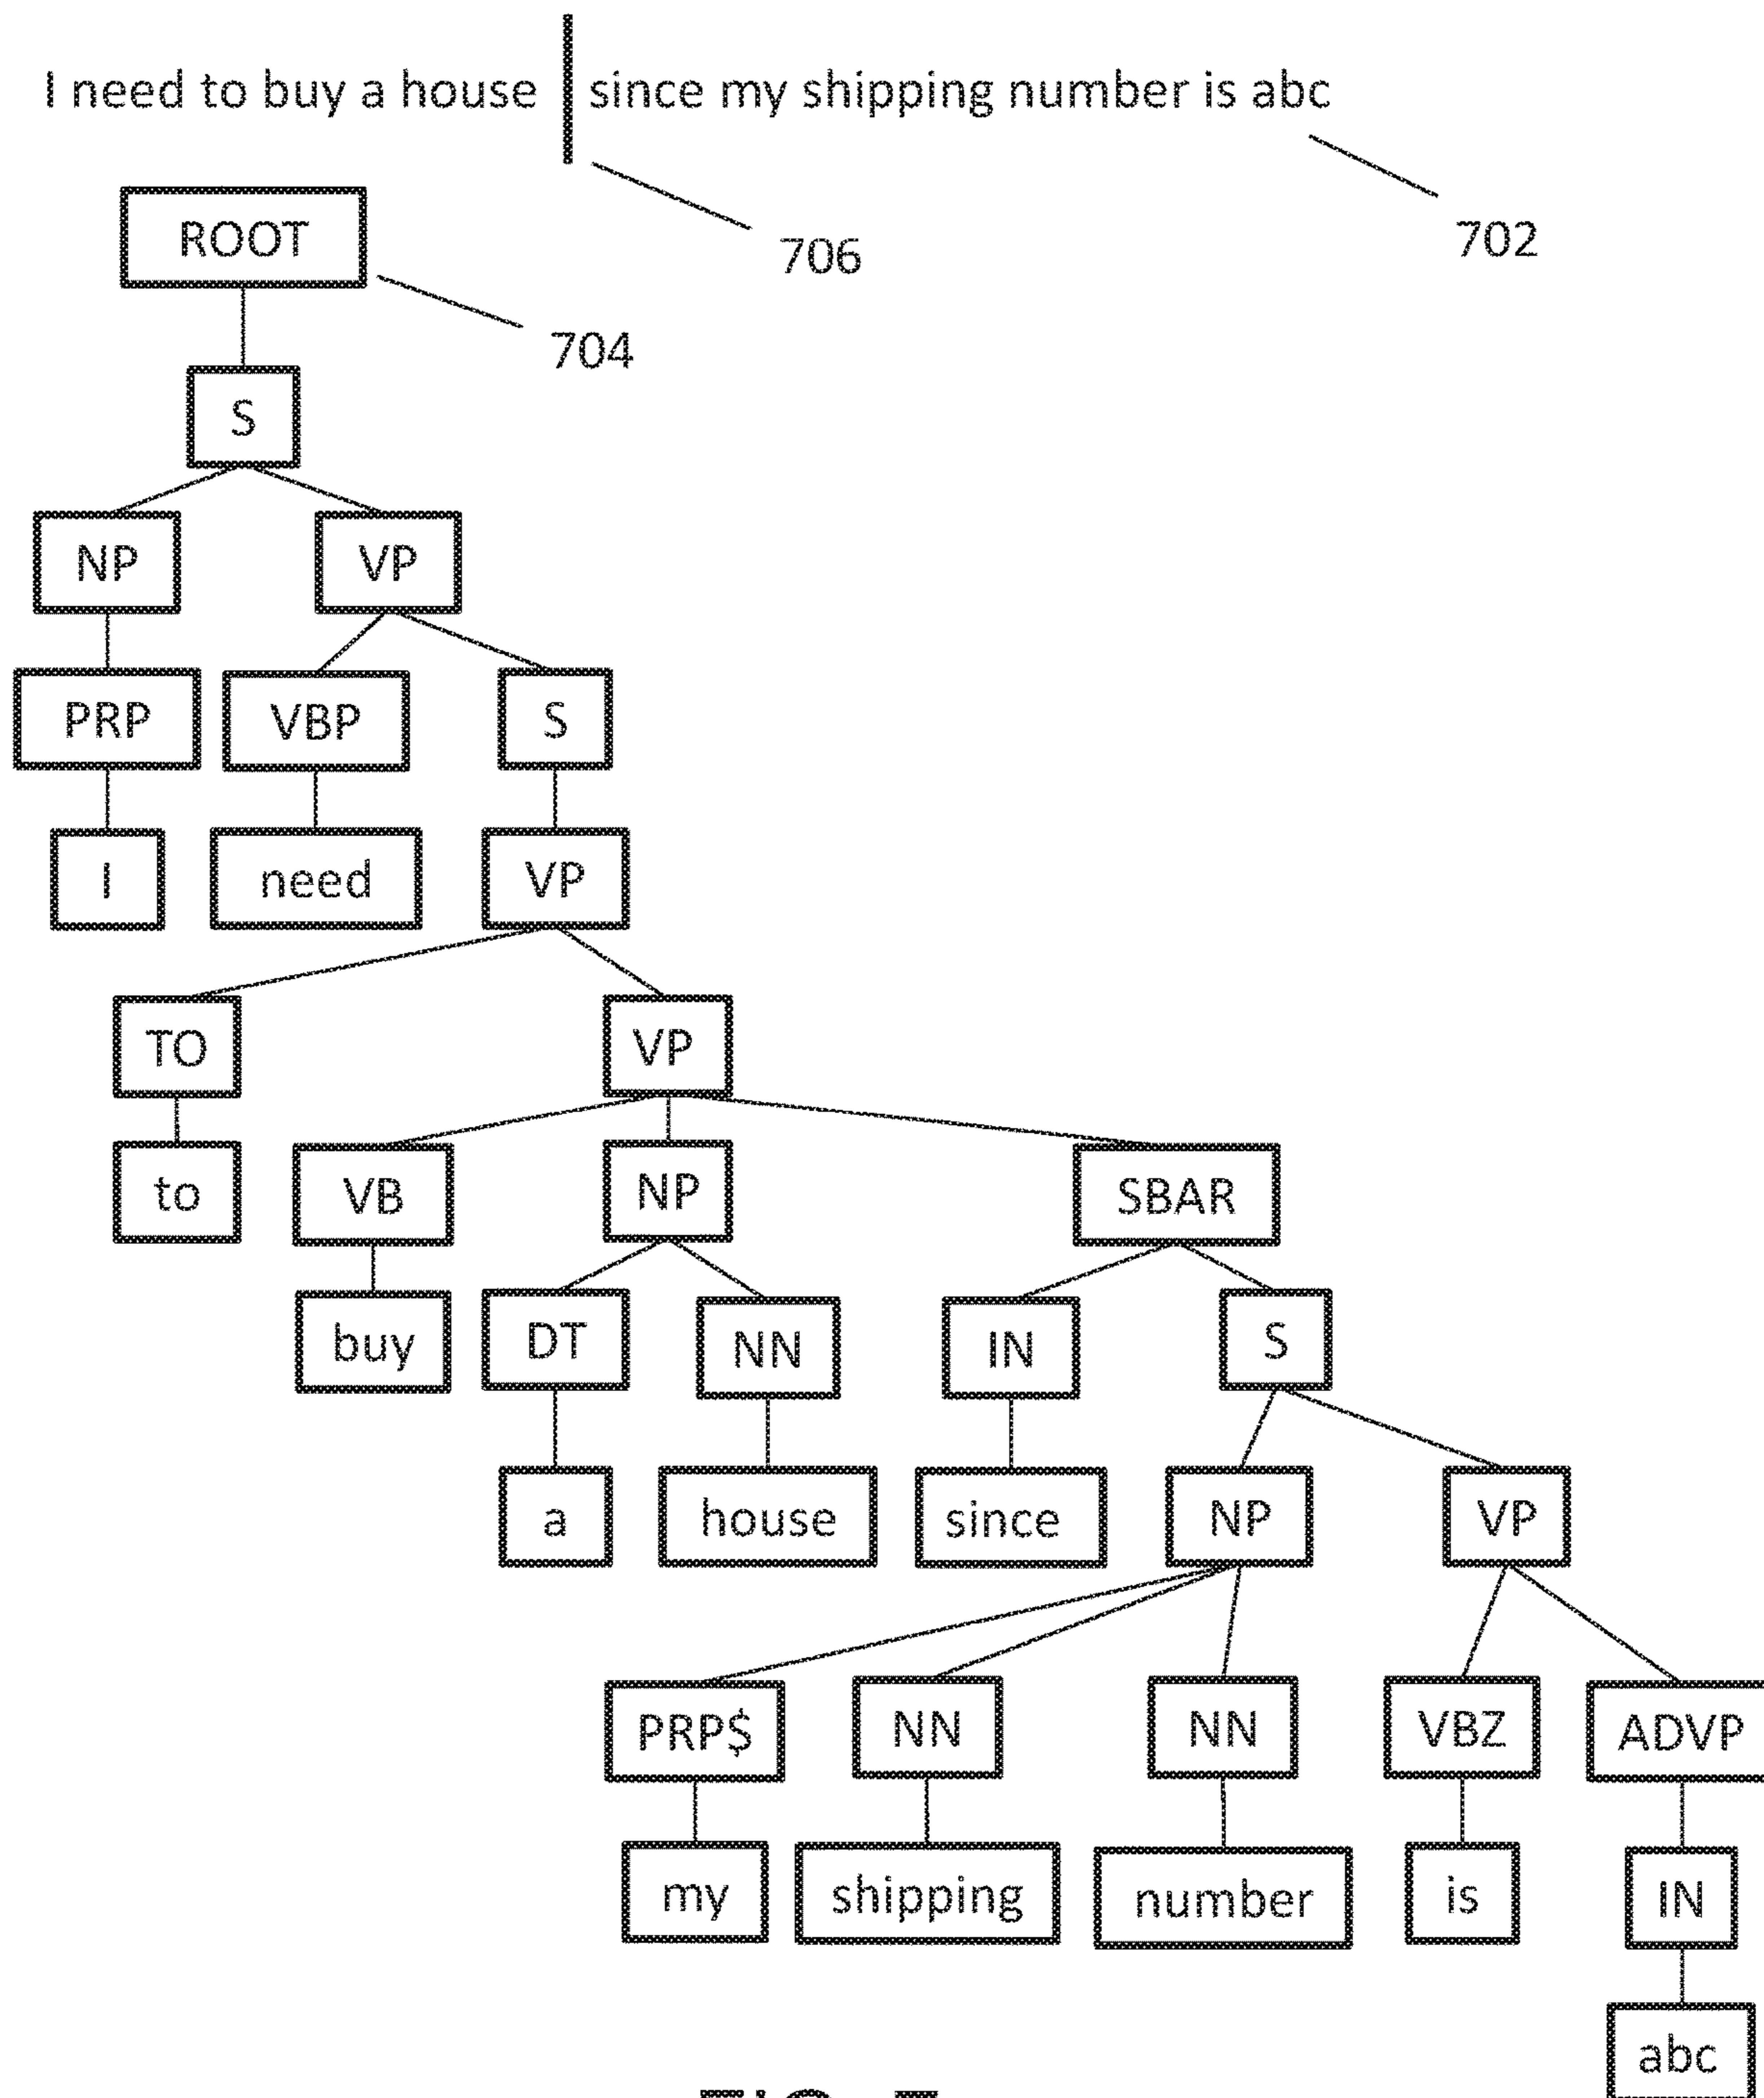 I need to buy a house since my shipping number is abc
ROOT
706
702
704
S
NP VP
PRP VBP S
I need VP
TO VP
to VB NP SBAR
buy DT NN IN S
a house since NP VP
PRP$ NN NN VBZ ADVP
my shipping number is IN
abc